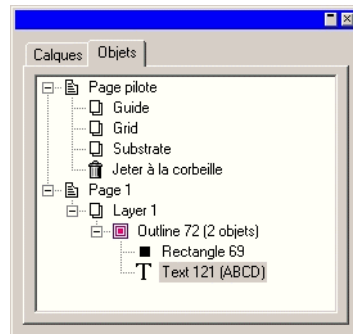 Calques Objets
Page pilote
Guide
Grid
Substrate
Jeter à la corbeille
Page 1
Layer 1
Outline 72 (2 objets)
Rectangle 69
T Text 121 (ABCD)